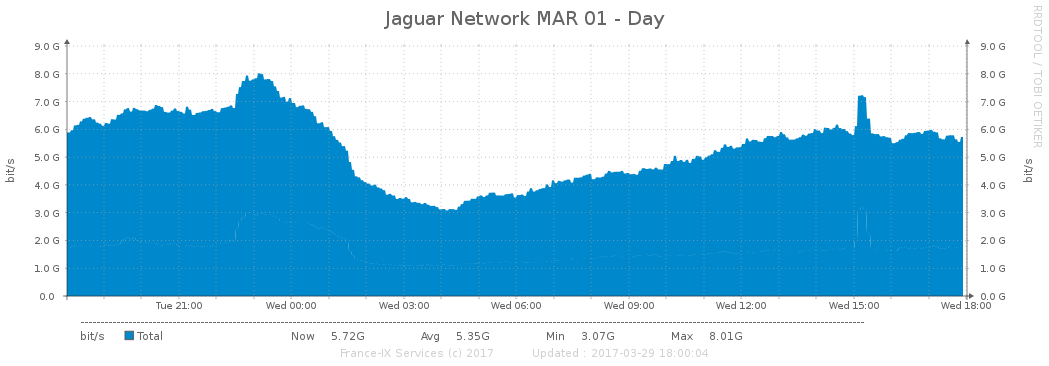 Jaguar Network MAR 01 - Day
RRDTOOL / TOBI OETIKER
9.0 G 9.0 G
8.0 G 8.0 G
7.0 G 7.0 G
6.0 G 6.0 G
5.0 G 5.0 G
4.0 G 4.0 G
3.0 G 3.0 G
2.0 G 2.0 G
1.0 G 1.0 G
0.0 0.0 G
bit/s bit/s
Tue 21:00 Wed 00:00 Wed 03:00 Wed 06:00 Wed 09:00 Wed 12:00 Wed 15:00 Wed 18:00
bit/s Total Now 5.72G Avg 5.35G Min 3.07G Max 8.01G
France-IX Services (c) 2017 Updated : 2017-03-29 18:00:04